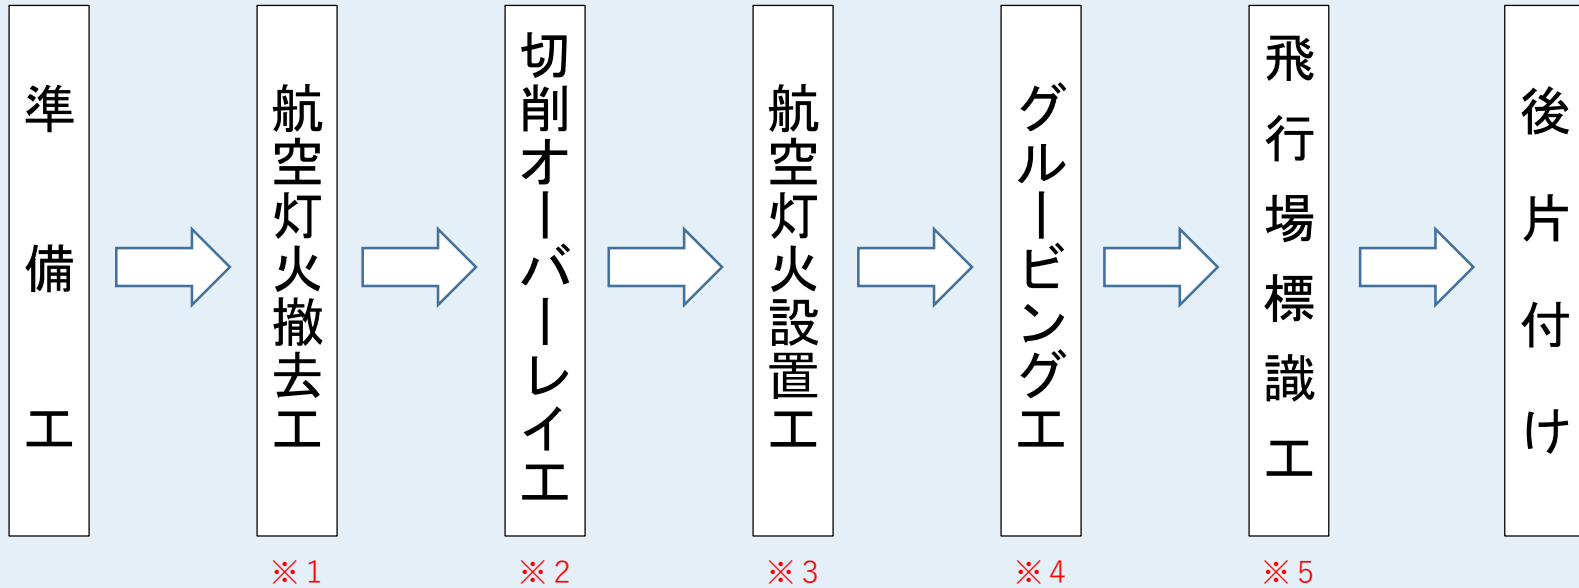 準備工
航空灯火撤去工
切削オーバーレイ工
航空灯火設置工
グルービング工
飛行場標識工
後片付け
※1
※2
※3
※4
※5